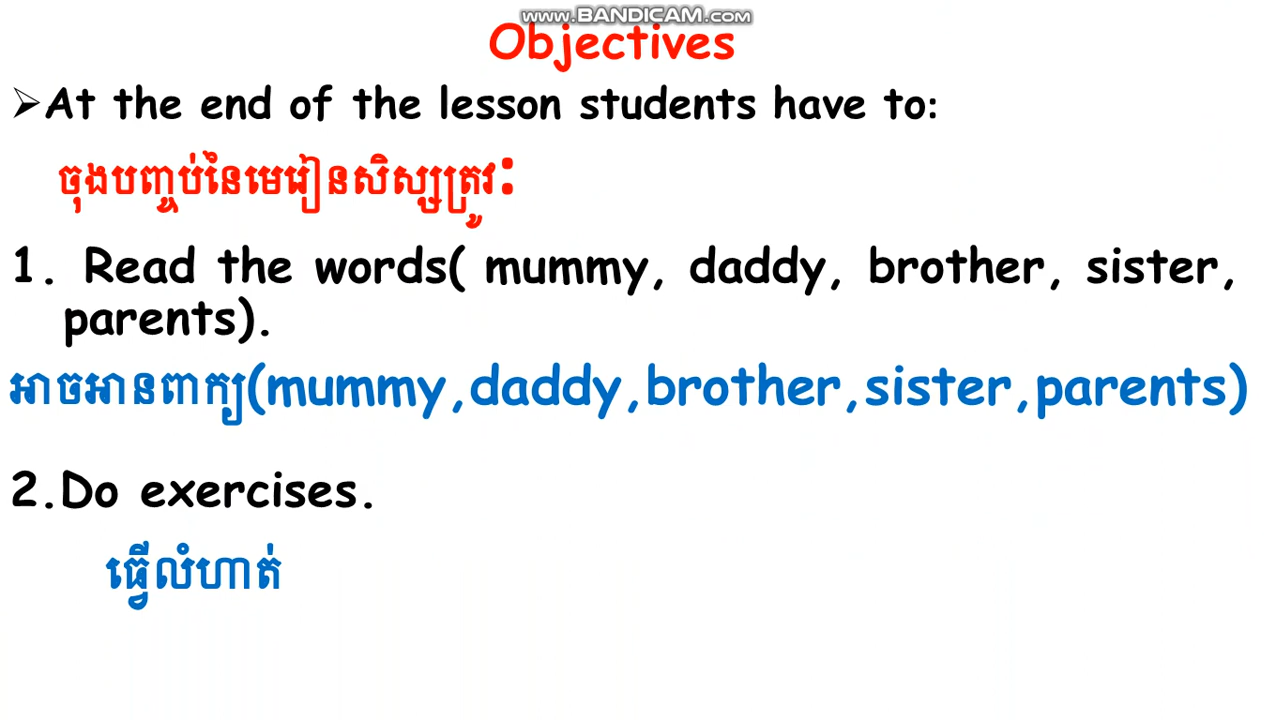 www.BANDICAM.com
Objectives
➢At the end of the lesson students have to:
ចុងបញ្ចប់នៃមេរៀនសិស្សត្រូវ:
1. Read the words( mummy, daddy, brother, sister,
parents).
អាចអានពាក្យ(mummy,daddy,brother,sister,parents)
2.Do exercises.
ធ្វើលំហាត់